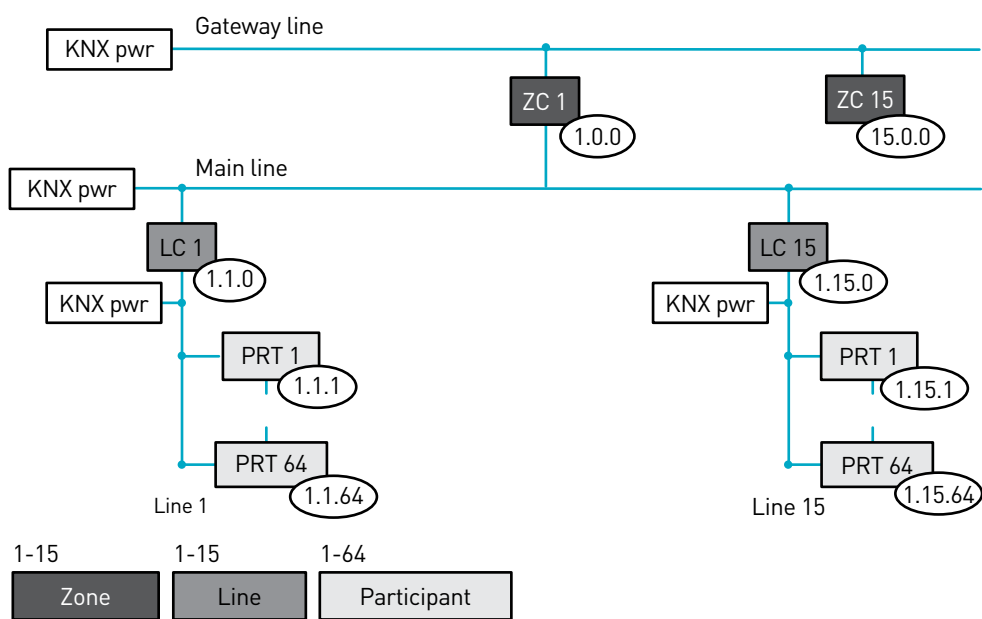 Gateway line
KNX pwr
ZC 1
1.0.0
ZC 15
15.0.0
Main line
KNX pwr
LC 1
1.1.0
LC 15
1.15.0
KNX pwr
KNX pwr
PRT 1
1.1.1
PRT 1
1.15.1
PRT 64
1.1.64
PRT 64
1.15.64
Line 1
Line 15
1-15
1-15
1-64
Zone
Line
Participant